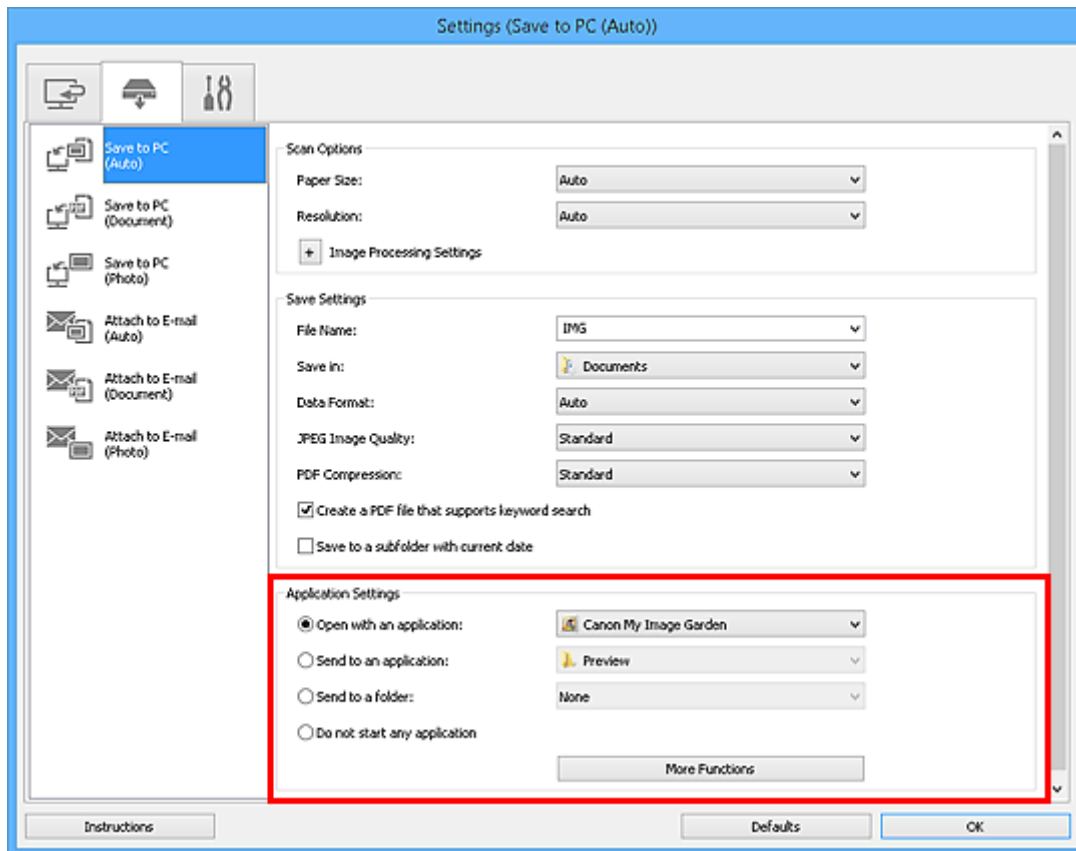 Settings (Save to PC (Auto))
Save to PC
(Auto)
Save to PC
(Document)
Save to PC
(Photo)
Attach to E-mail
(Auto)
Attach to E-mail
(Document)
Attach to E-mail
(Photo)
Scan Options
Paper Size: Auto
Resolution: Auto
+ Image Processing Settings
Save Settings
File Name: IMG
Save in: Documents
Data Format: Auto
JPEG Image Quality: Standard
PDF Compression: Standard
Create a PDF file that supports keyword search
Save to a subfolder with current date
Application Settings
Open with an application: Canon My Image Garden
Send to an application: Preview
Send to a folder: None
Do not start any application
More Functions
Instructions Defaults OK